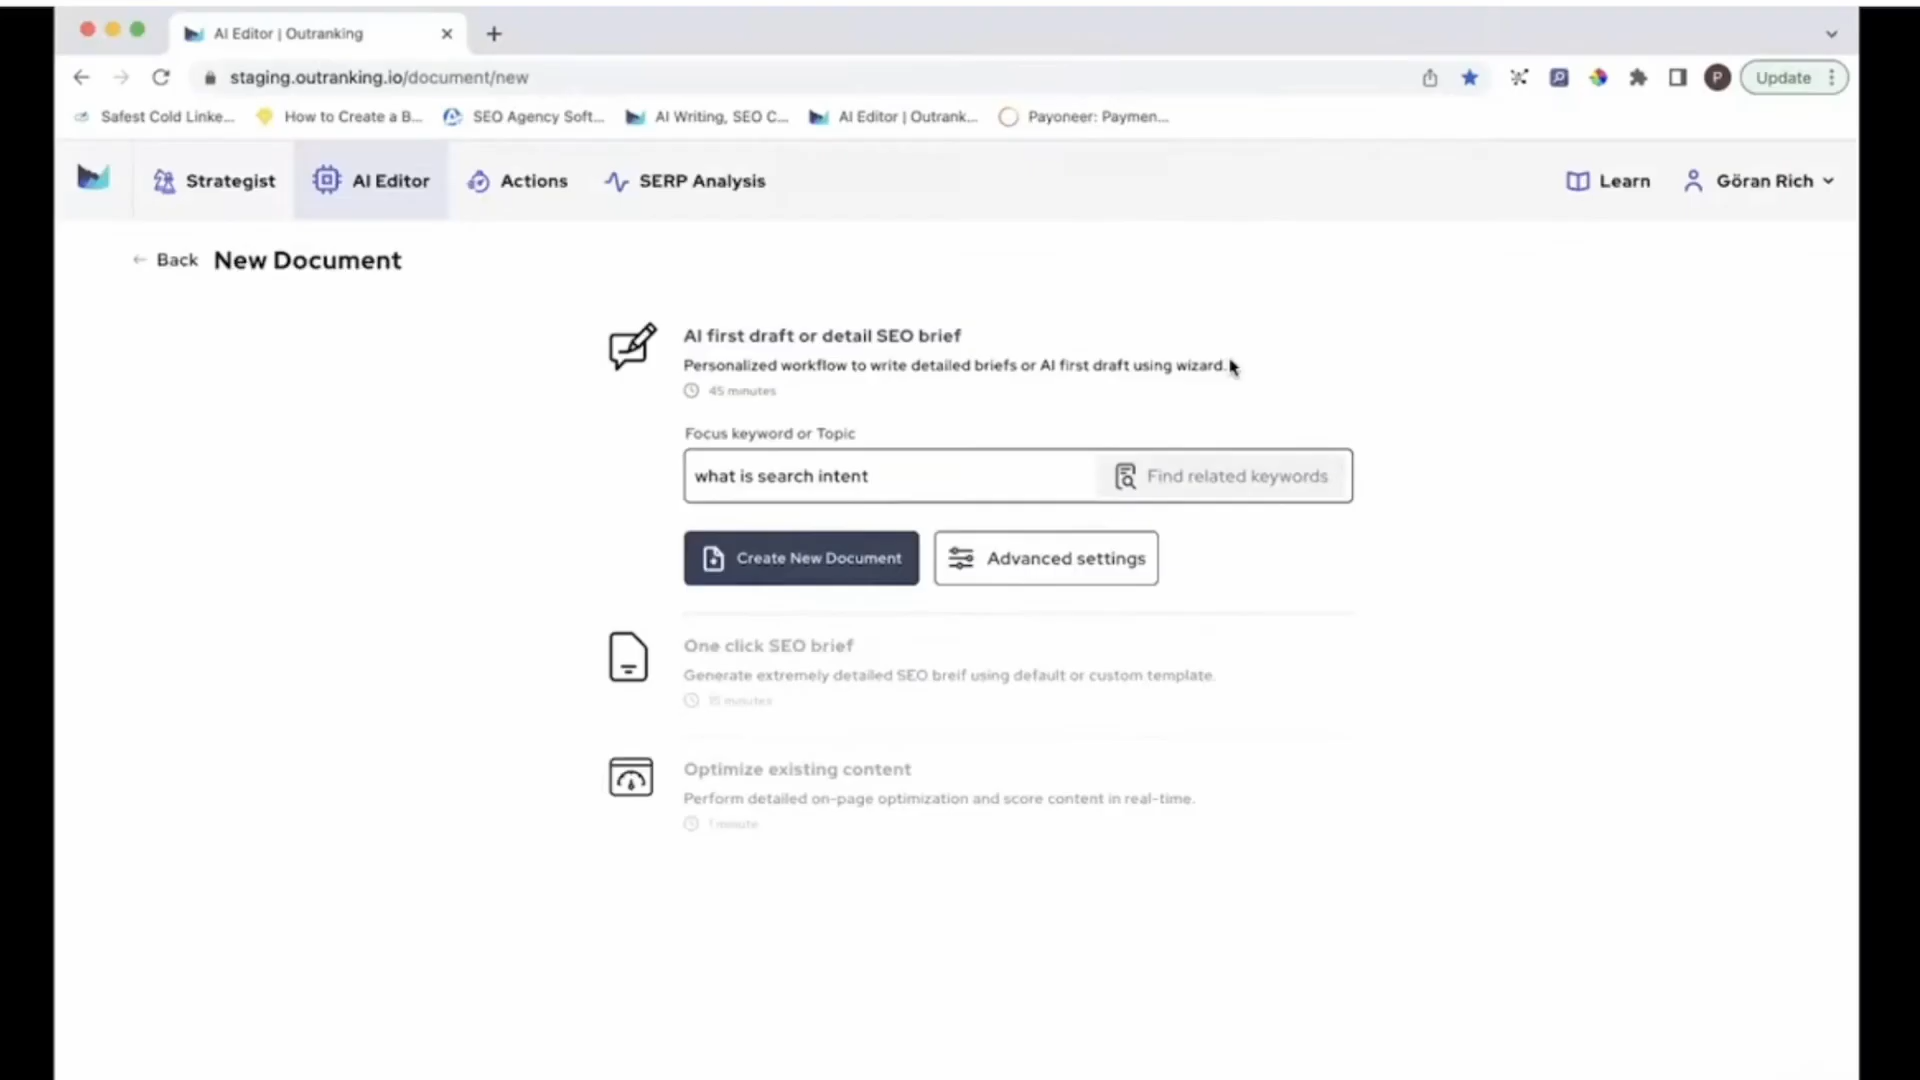 AI Editor | Outranking
staging.outranking.io/document/new
P
Update
Safest Cold Linke...
How to Create a B...
SEO Agency Soft...
AI Writing, SEO C...
AI Editor | Outrank...
Payoneer: Paymen...
Strategist
AI Editor
Actions
SERP Analysis
Learn
Göran Rich
← Back
New Document
AI first draft or detail SEO brief
Personalized workflow to write detailed briefs or AI first draft using wizard.
45 minutes
Focus keyword or Topic
what is search intent
Find related keywords
Create New Document
Advanced settings
One click SEO brief
Generate extremely detailed SEO breif using default or custom template.
15 minutes
Optimize existing content
Perform detailed on-page optimization and score content in real-time.
1 minute